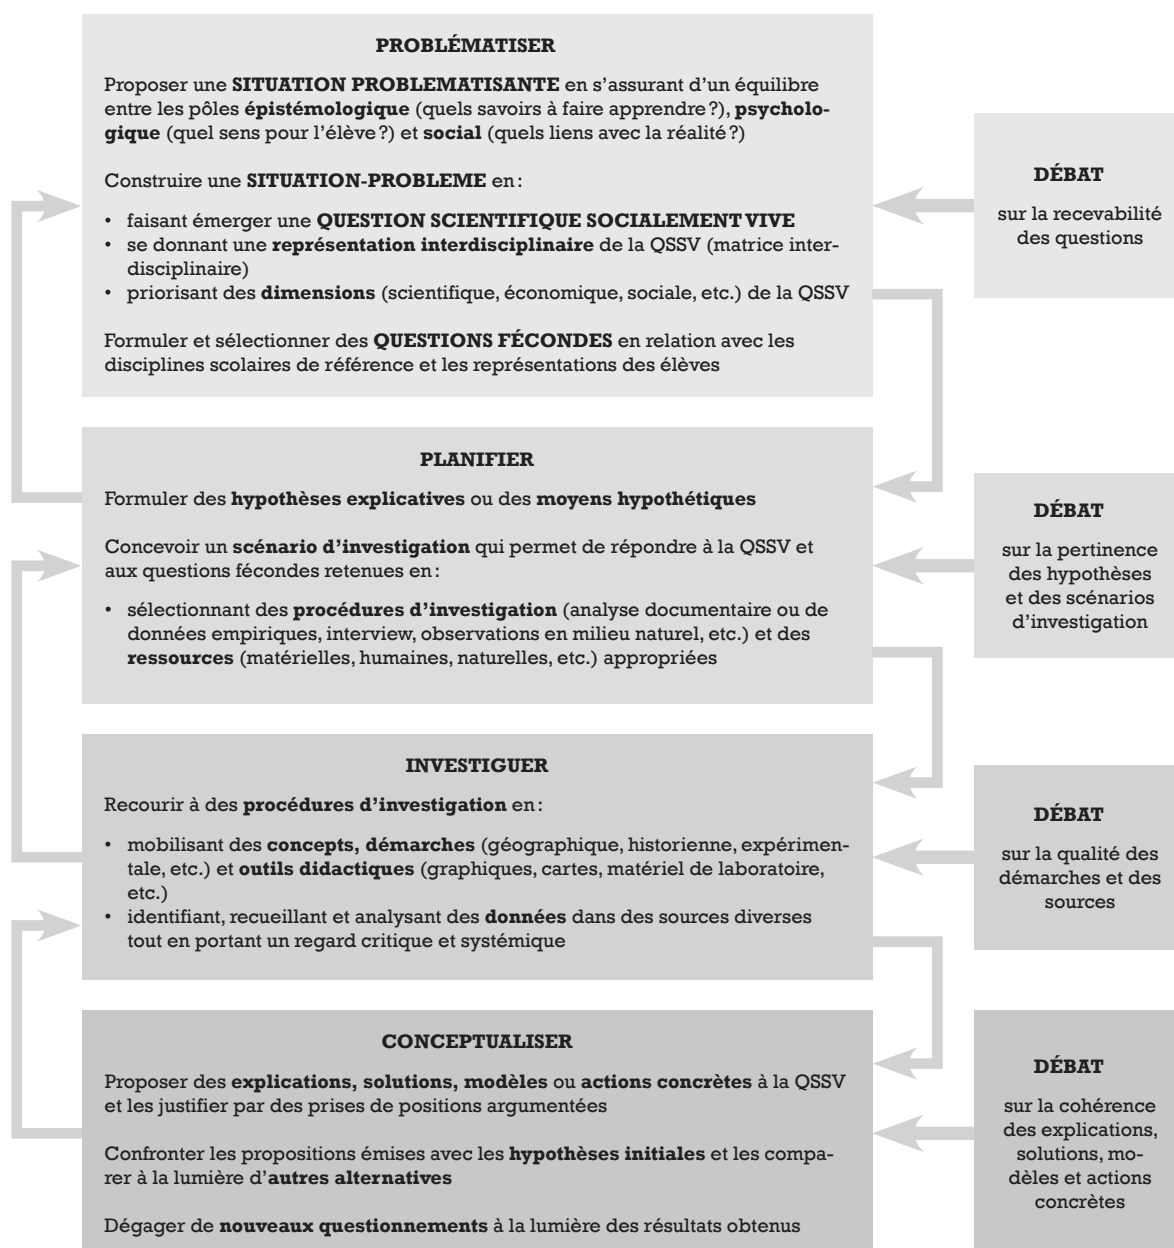 PROBLÉMATISER
Proposer une SITUATION PROBLEMATISANTE en s'assurant d'un équilibre
entre les pôles épistémologique (quels savoirs à faire apprendre ?), psycholo-
gique (quel sens pour l'élève ?) et social (quels liens avec la réalité ?)
Construire une SITUATION-PROBLEME en :
• faisant émerger une QUESTION SCIENTIFIQUE SOCIALEMENT VIVE
• se donnant une représentation interdisciplinaire de la QSSV (matrice inter-
disciplinaire)
• priorisant des dimensions (scientifique, économique, sociale, etc.) de la QSSV
Formuler et sélectionner des QUESTIONS FÉCONDES en relation avec les
disciplines scolaires de référence et les représentations des élèves
DÉBAT
sur la recevabilité
des questions
PLANIFIER
Formuler des hypothèses explicatives ou des moyens hypothétiques
Concevoir un scénario d'investigation qui permet de répondre à la QSSV et
aux questions fécondes retenues en :
• sélectionnant des procédures d'investigation (analyse documentaire ou de
données empiriques, interview, observations en milieu naturel, etc.) et des
ressources (matérielles, humaines, naturelles, etc.) appropriées
DÉBAT
sur la pertinence
des hypothèses
et des scénarios
d'investigation
INVESTIGUER
Recourir à des procédures d'investigation en :
• mobilisant des concepts, démarches (géographique, historienne, expérimen-
tale, etc.) et outils didactiques (graphiques, cartes, matériel de laboratoire,
etc.)
• identifiant, recueillant et analysant des données dans des sources diverses
tout en portant un regard critique et systémique
DÉBAT
sur la qualité des
démarches et des
sources
CONCEPTUALISER
Proposer des explications, solutions, modèles ou actions concrètes à la QSSV
et les justifier par des prises de positions argumentées
Confronter les propositions émises avec les hypothèses initiales et les compa-
rer à la lumière d'autres alternatives
Dégager de nouveaux questionnements à la lumière des résultats obtenus
DÉBAT
sur la cohérence
des explications,
solutions, mo-
dèles et actions
concrètes